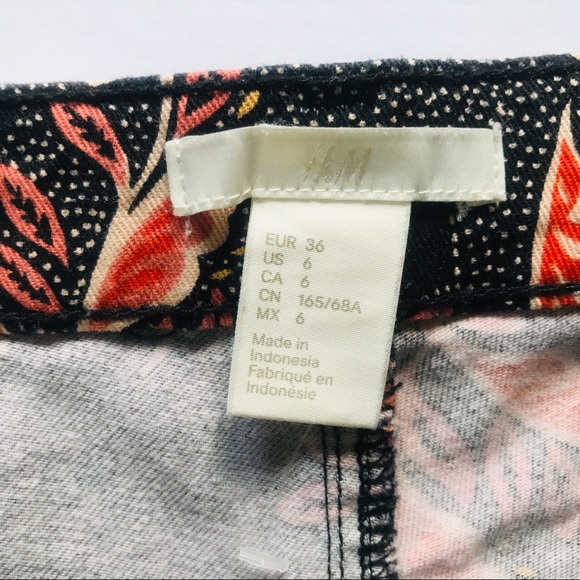 H&M
EUR 36
US 6
CA 6
CN 165/68A
MX 6
Made in
Indonesia
Fabriqué en
Indonésie